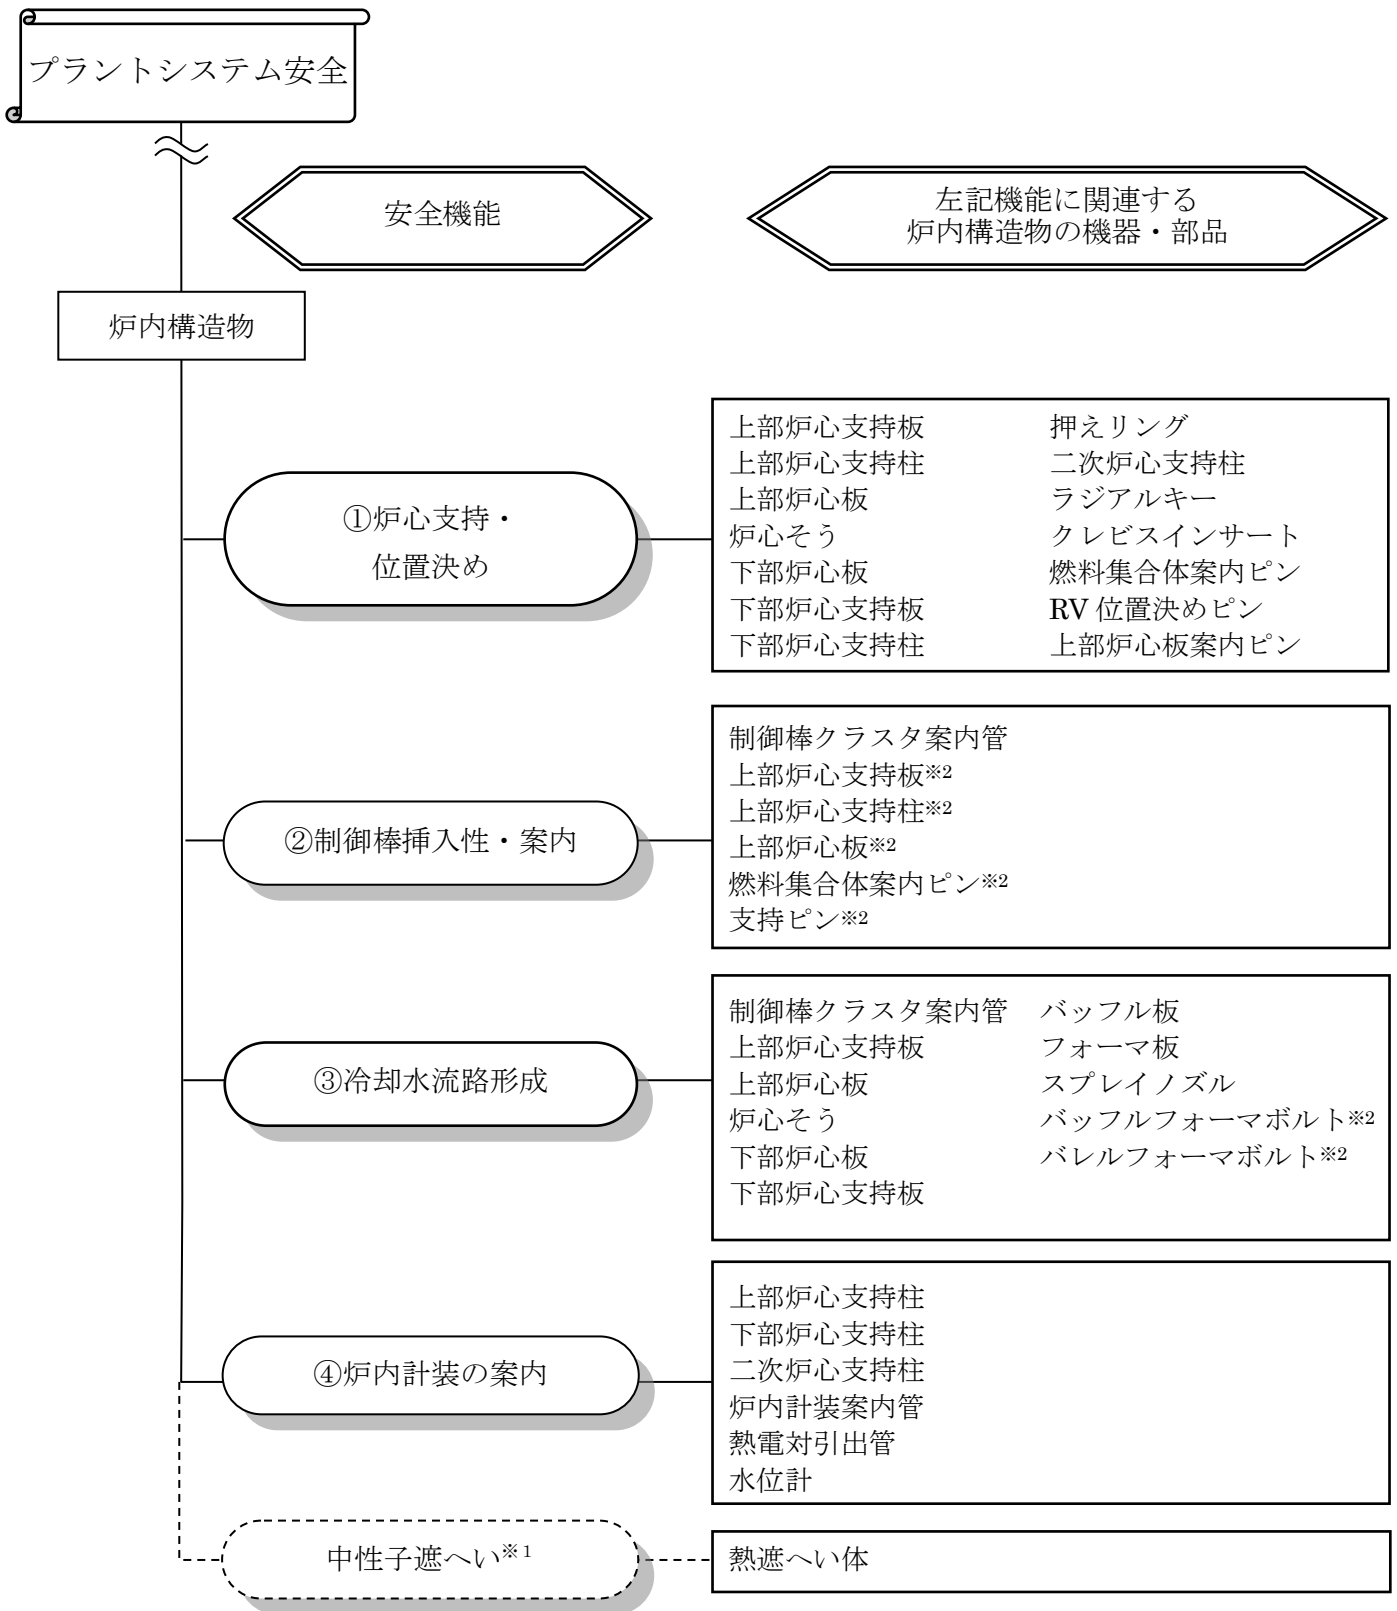 プラントシステム安全
安全機能
左記機能に関連する
炉内構造物の機器・部品
炉内構造物
①炉心支持・
位置決め
上部炉心支持板
上部炉心支持柱
上部炉心板
炉心そう
下部炉心板
下部炉心支持板
下部炉心支持柱
押えリング
二次炉心支持柱
ラジアルキー
クレビスインサート
燃料集合体案内ピン
RV 位置決めピン
上部炉心板案内ピン
②制御棒挿入性・案内
制御棒クラスタ案内管
上部炉心支持板※2
上部炉心支持柱※2
上部炉心板※2
燃料集合体案内ピン※2
支持ピン※2
③冷却水流路形成
制御棒クラスタ案内管
上部炉心支持板
上部炉心板
炉心そう
下部炉心板
下部炉心支持板
バッフル板
フォーマ板
スプレイノズル
バッフルフォーマボルト※2
バレルフォーマボルト※2
④炉内計装の案内
上部炉心支持柱
下部炉心支持柱
二次炉心支持柱
炉内計装案内管
熱電対引出管
水位計
中性子遮へい※1
熱遮へい体